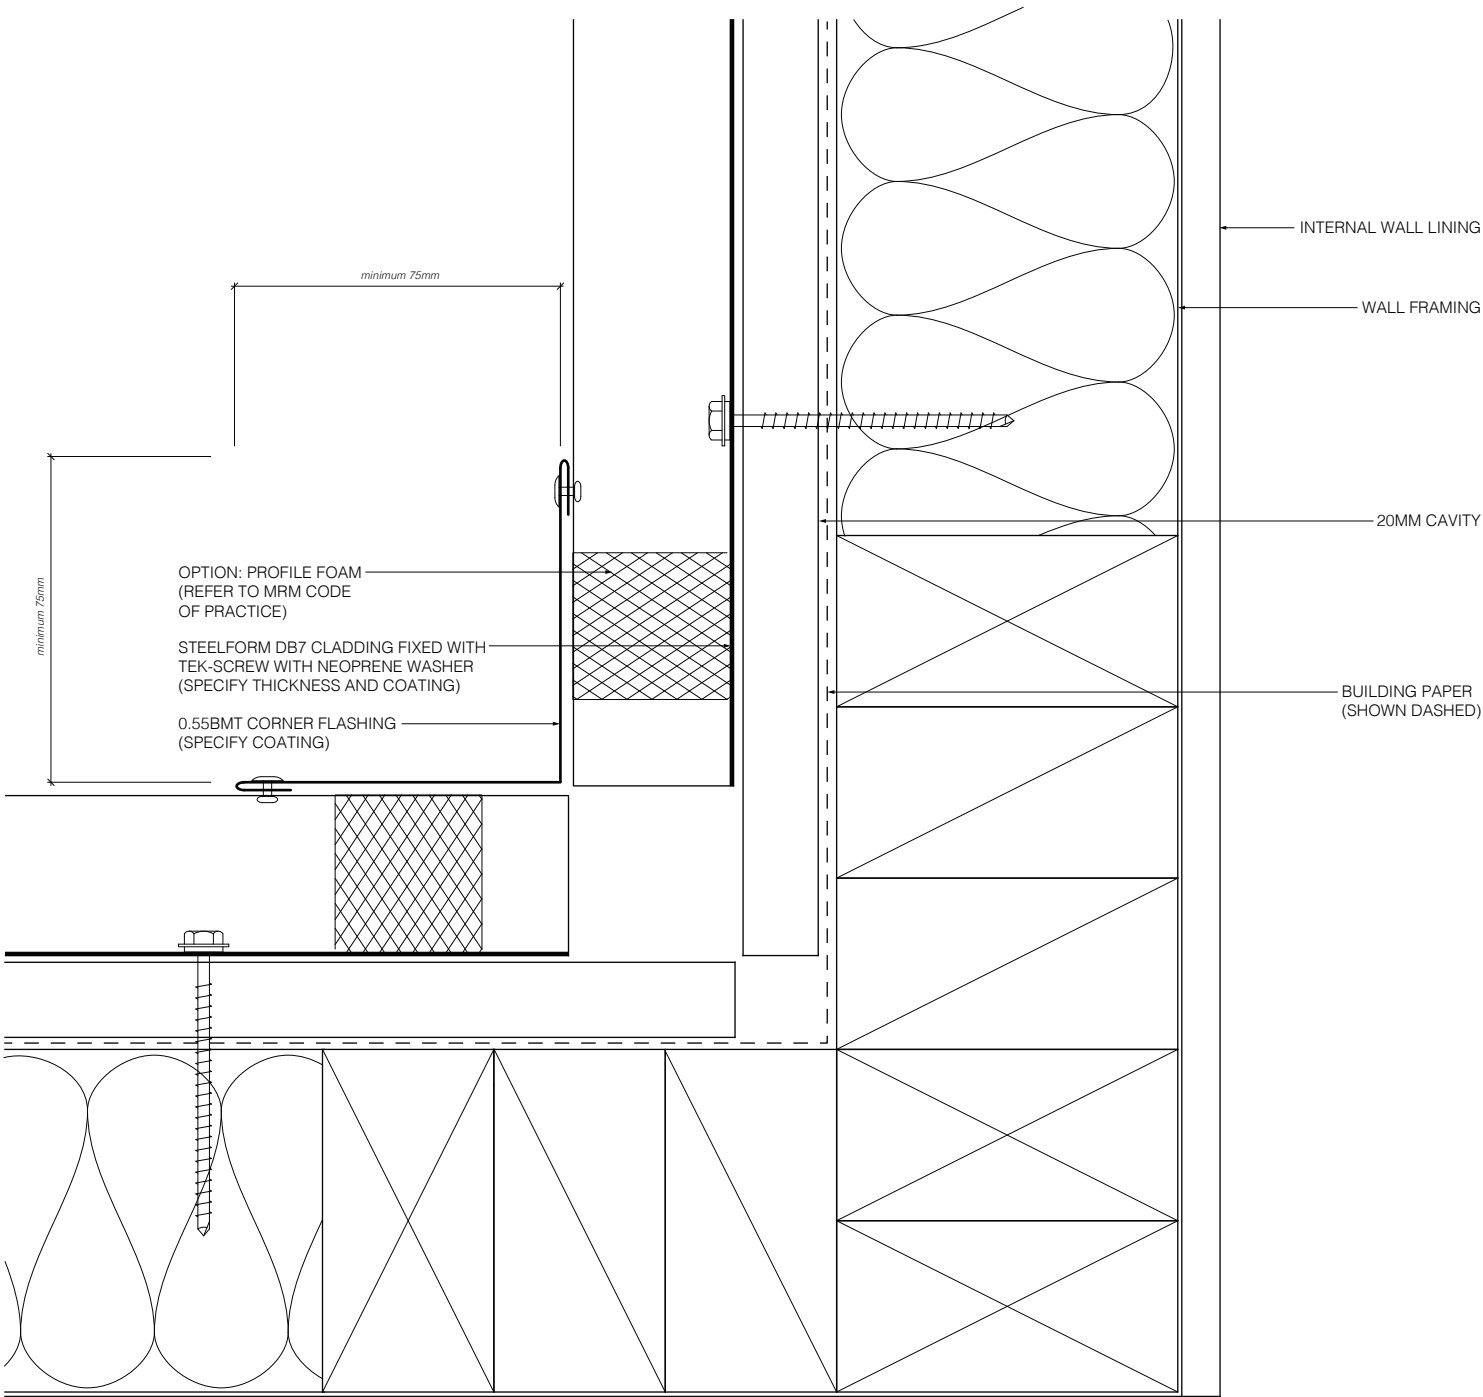 INTERNAL WALL LINING
minimum 75mm
WALL FRAMING
20MM CAVITY
OPTION: PROFILE FOAM
(REFER TO MRM CODE
OF PRACTICE)
minimum 75mm
STEELFORM DB7 CLADDING FIXED WITH
TEK-SCREW WITH NEOPRENE WASHER
(SPECIFY THICKNESS AND COATING)
BUILDING PAPER
(SHOWN DASHED)
0.55BMT CORNER FLASHING
(SPECIFY COATING)